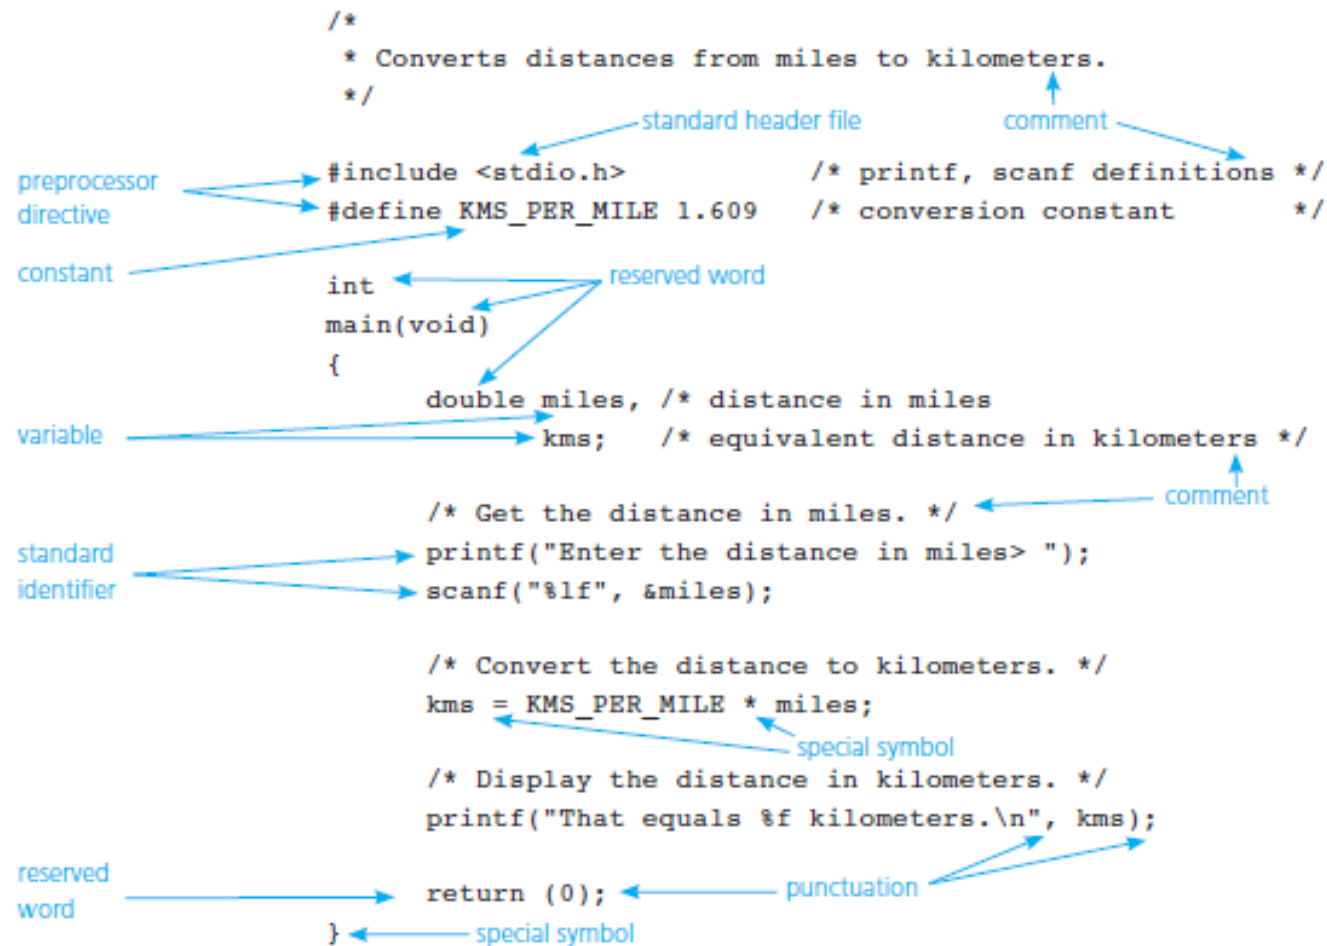 /*
 * Converts distances from miles to kilometers.
 */
standard header file comment
preprocessor directive
#include <stdio.h> /* printf, scanf definitions */
#define KMS_PER_MILE 1.609 /* conversion constant */
constant
reserved word
int
main(void)
{
double miles, /* distance in miles
variable
kms; /* equivalent distance in kilometers */
comment
/* Get the distance in miles. */
standard identifier
printf("Enter the distance in miles> ");
scanf("%lf", &miles);
/* Convert the distance to kilometers. */
kms = KMS_PER_MILE * miles;
special symbol
/* Display the distance in kilometers. */
printf("That equals %f kilometers.\n", kms);
reserved word
return (0);
punctuation
}
special symbol